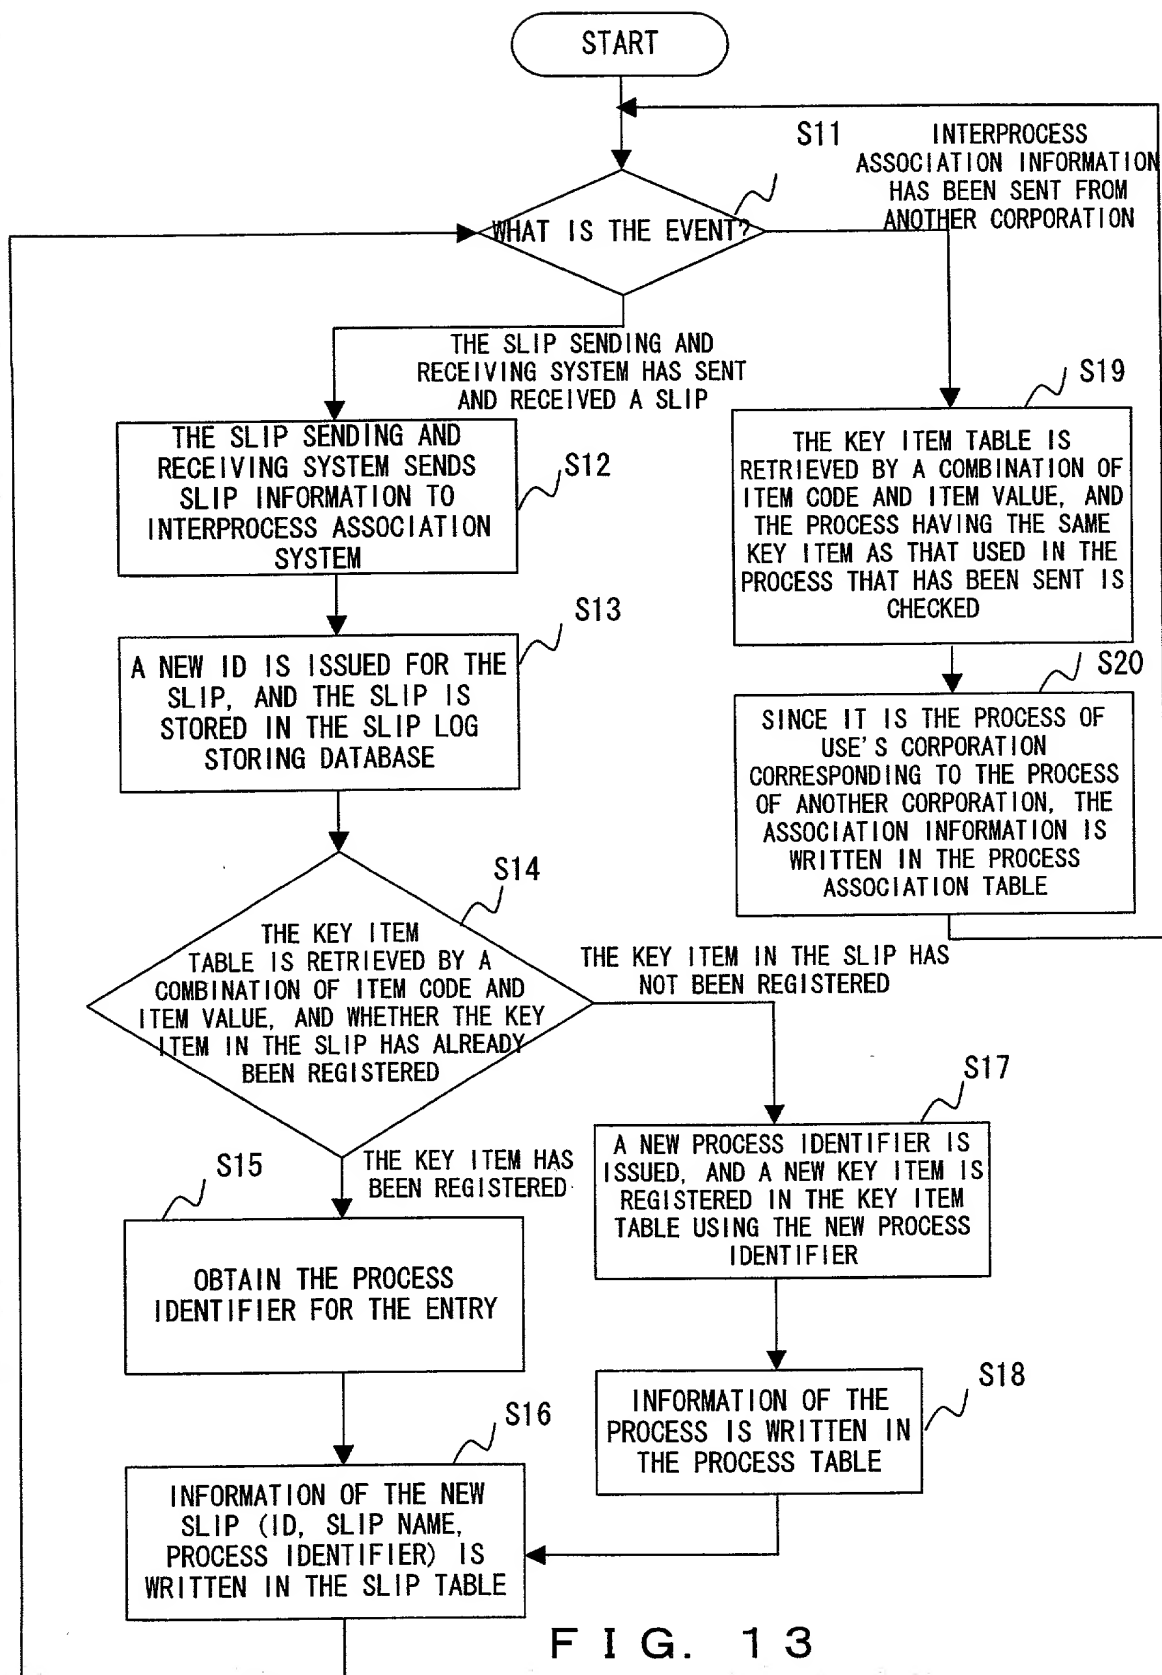 START
S11
INTERPROCESS
ASSOCIATION INFORMATION
HAS BEEN SENT FROM
ANOTHER CORPORATION
WHAT IS THE EVENT?
THE SLIP SENDING AND
RECEIVING SYSTEM HAS SENT
AND RECEIVED A SLIP
S12
THE SLIP SENDING AND
RECEIVING SYSTEM SENDS
SLIP INFORMATION TO
INTERPROCESS ASSOCIATION
SYSTEM
S19
THE KEY ITEM TABLE IS
RETRIEVED BY A COMBINATION OF
ITEM CODE AND ITEM VALUE, AND
THE PROCESS HAVING THE SAME
KEY ITEM AS THAT USED IN THE
PROCESS THAT HAS BEEN SENT IS
CHECKED
S13
A NEW ID IS ISSUED FOR THE
SLIP, AND THE SLIP IS
STORED IN THE SLIP LOG
STORING DATABASE
S20
SINCE IT IS THE PROCESS OF
USE'S CORPORATION
CORRESPONDING TO THE PROCESS
OF ANOTHER CORPORATION, THE
ASSOCIATION INFORMATION IS
WRITTEN IN THE PROCESS
ASSOCIATION TABLE
S14
THE KEY ITEM
TABLE IS RETRIEVED BY A
COMBINATION OF ITEM CODE AND
ITEM VALUE, AND WHETHER THE KEY
ITEM IN THE SLIP HAS ALREADY
BEEN REGISTERED
THE KEY ITEM IN THE SLIP HAS
NOT BEEN REGISTERED
S15
THE KEY ITEM HAS
BEEN REGISTERED
OBTAIN THE PROCESS
IDENTIFIER FOR THE ENTRY
S17
A NEW PROCESS IDENTIFIER IS
ISSUED, AND A NEW KEY ITEM IS
REGISTERED IN THE KEY ITEM
TABLE USING THE NEW PROCESS
IDENTIFIER
S18
INFORMATION OF THE
PROCESS IS WRITTEN IN
THE PROCESS TABLE
S16
INFORMATION OF THE NEW
SLIP (ID, SLIP NAME,
PROCESS IDENTIFIER) IS
WRITTEN IN THE SLIP TABLE
FIG. 13